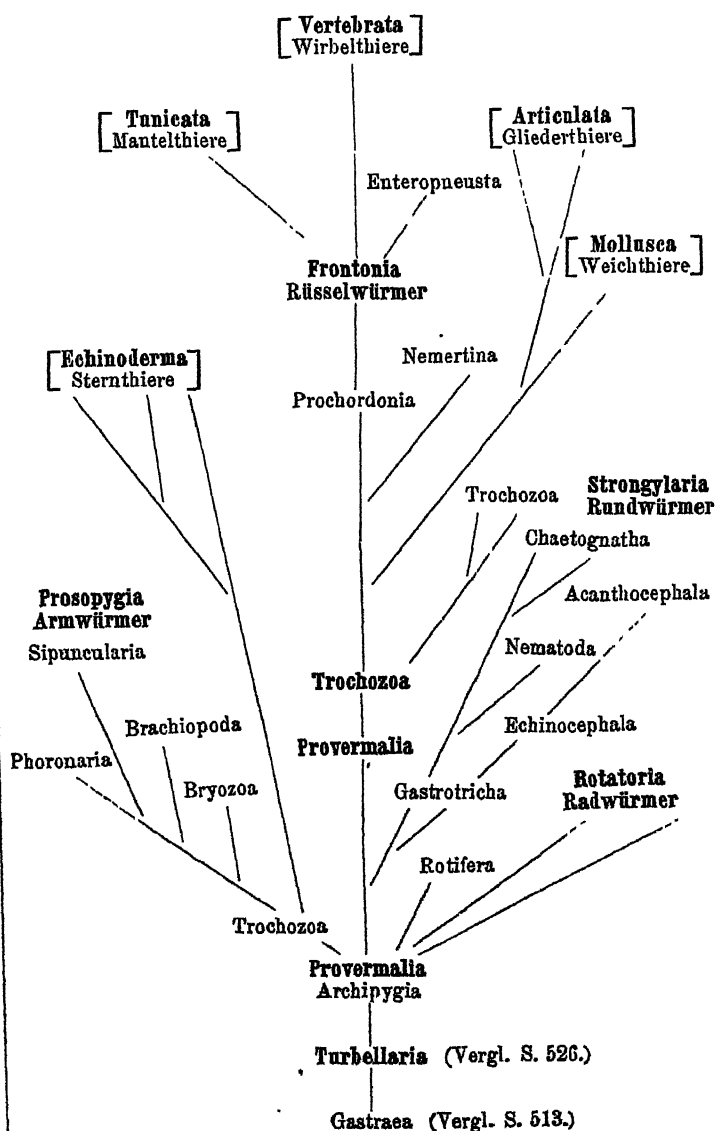 [Vertebrata
Wirbelthiere]
[Tunicata
Mantelthiere]
[Articulata
Gliederthiere]
Enteropneusta
[Mollusca
Weichthiere]
Frontonia
Rüsselwürmer
[Echinoderma
Sternthiere]
Nemertina
Prochordonia
Trochozoa
Strongylaria
Rundwürmer
Chaetognatha
Acanthocephala
Prosopygia
Armwürmer
Sipuncularia
Nematoda
Trochozoa
Brachiopoda
Echinocephala
Provermalia
Phoronaria
Bryozoa
Gastrotricha
Rotatoria
Radwürmer
Rotifera
Trochozoa
Provermalia
Archipygia
Turbellaria (Vergl. S. 526.)
Gastraea (Vergl. S. 513.)